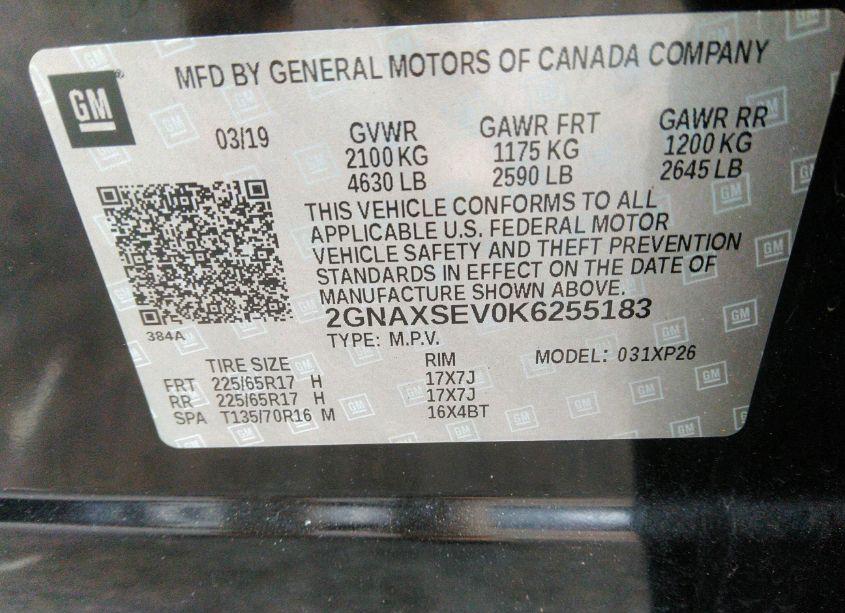 GM
MFD BY GENERAL MOTORS OF CANADA COMPANY
03/19
GVWR
2100 KG
4630 LB
GAWR FRT
1175 KG
2590 LB
GAWR RR
1200 KG
2645 LB
THIS VEHICLE CONFORMS TO ALL
APPLICABLE U.S. FEDERAL MOTOR
VEHICLE SAFETY AND THEFT PREVENTION
STANDARDS IN EFFECT ON THE DATE OF
MANUFACTURE SHOWN ABOVE.
2GNAXSEV0K6255183
384A
TYPE: M.P.V.
MODEL: 031XP26
TIRE SIZE RIM
FRT 225/65R17 H 17X7J
RR 225/65R17 H 17X7J
SPA T135/70R16 M 16X4BT